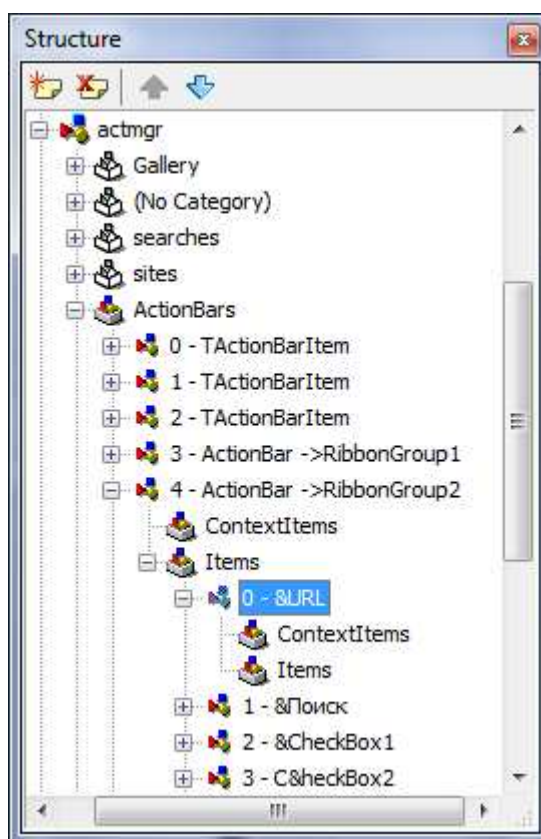 Structure
actmgr
Gallery
(No Category)
searches
sites
ActionBars
0 - TActionBarItem
1 - TActionBarItem
2 - TActionBarItem
3 - ActionBar ->RibbonGroup1
4 - ActionBar ->RibbonGroup2
ContextItems
Items
0 - &URL
ContextItems
Items
1 - &Поиск
2 - &CheckBox1
3 - C&heckBox2